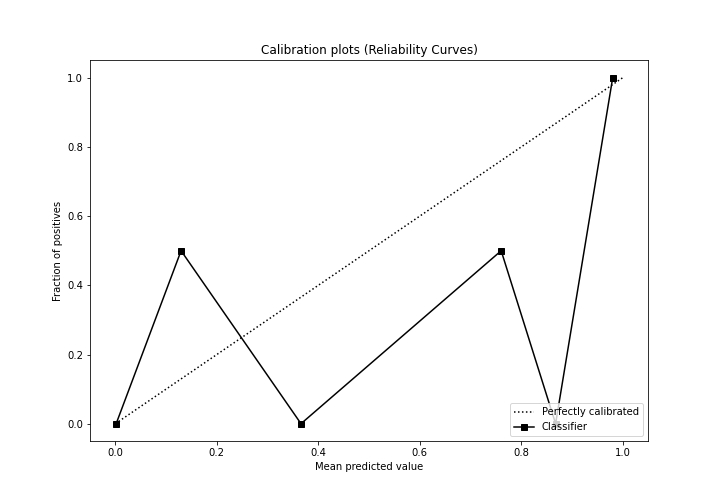 Calibration plots (Reliability Curves)
1.0
0.8
0.6
0.4
0.2
0.0
Fraction of positives
Perfectly calibrated
Classifier
0.0 0.2 0.4 0.6 0.8 1.0
Mean predicted value